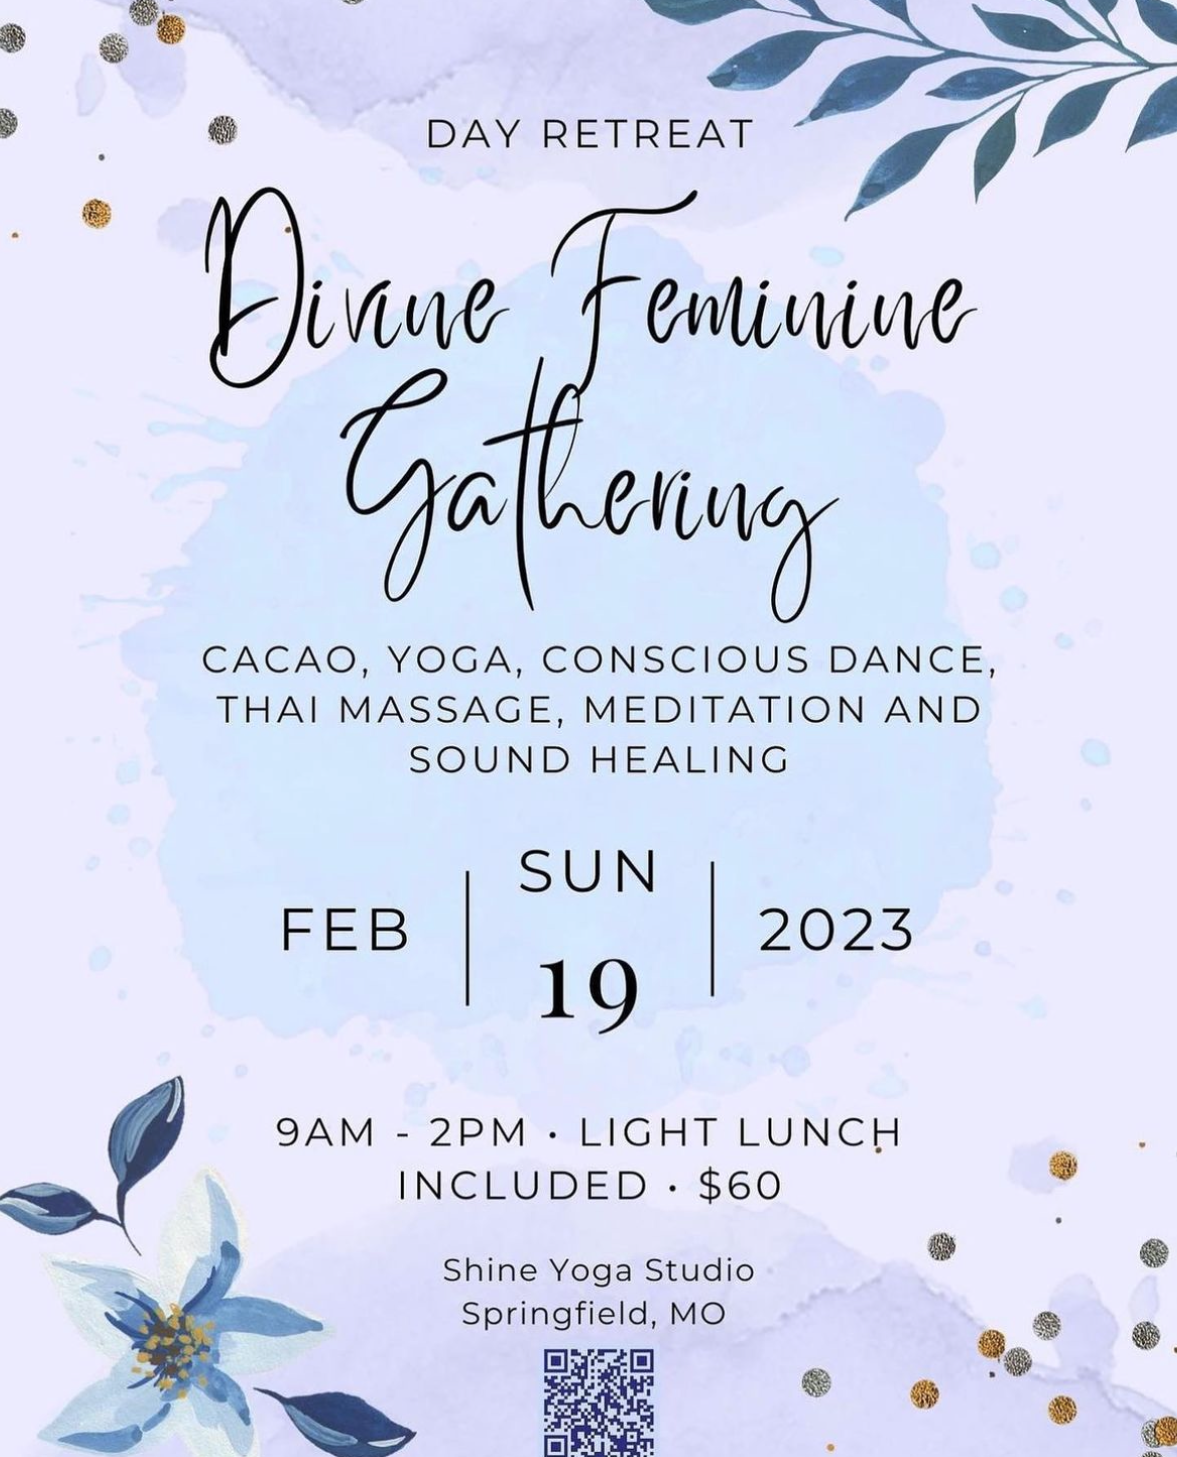 DAY RETREAT
Divine Feminine
Gathering
CACAO, YOGA, CONSCIOUS DANCE,
THAI MASSAGE, MEDITATION AND
SOUND HEALING
FEB
SUN
19
2023
9AM - 2PM • LIGHT LUNCH
INCLUDED • $60
Shine Yoga Studio
Springfield, MO